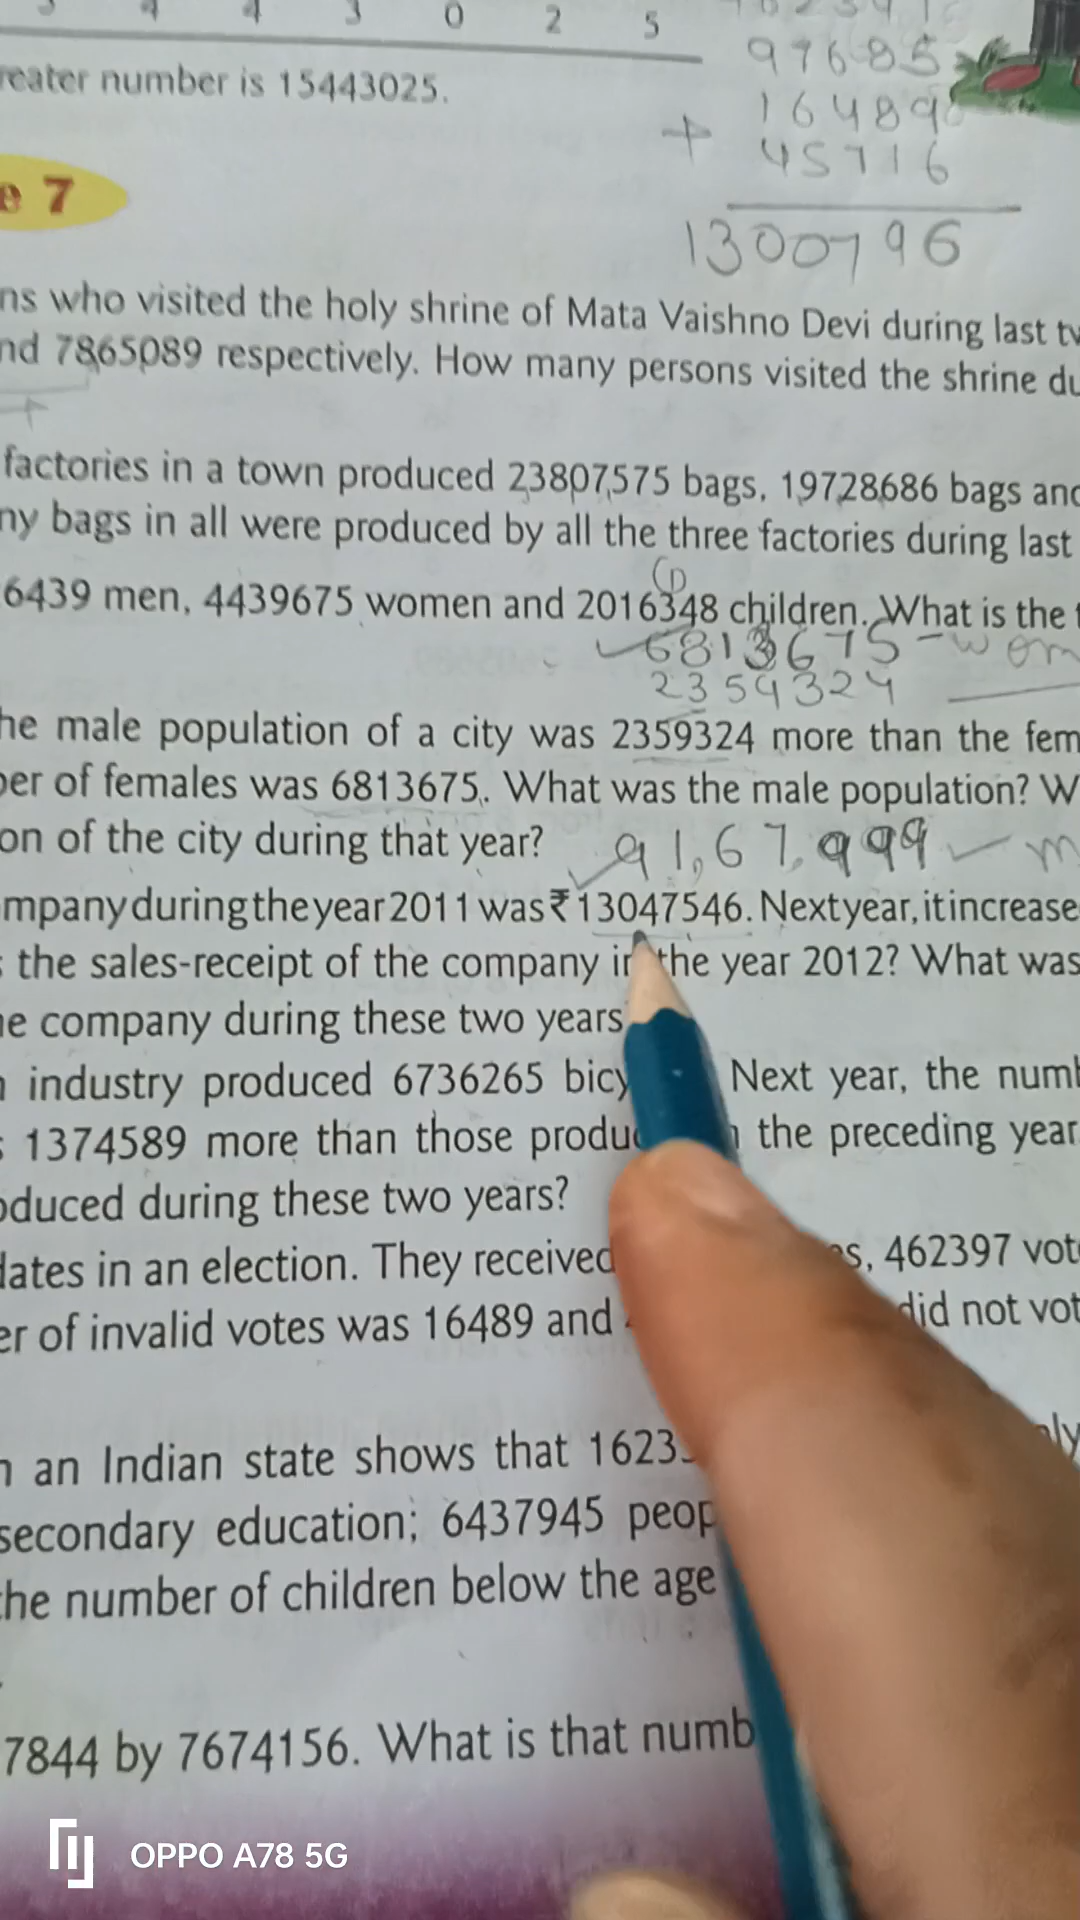 0 2 5
97685
reater number is 15443025.
16489
+ 45716
e 7
1300796
ns who visited the holy shrine of Mata Vaishno Devi during last tw
nd 7865089 respectively. How many persons visited the shrine du
factories in a town produced 23807575 bags, 19728686 bags and
ny bags in all were produced by all the three factories during last
6439 men, 4439675 women and 2016348 children. What is the t
6813675 - wom
2359324
he male population of a city was 2359324 more than the fem
ber of females was 6813675. What was the male population? W
on of the city during that year?
91,67,999 - m
mpany during the year 2011 was ₹ 13047546. Next year, it increase
s the sales-receipt of the company in the year 2012? What was
ne company during these two years
n industry produced 6736265 bicy Next year, the numb
s 1374589 more than those produc the preceding year
oduced during these two years?
dates in an election. They received es, 462397 vot
er of invalid votes was 16489 and did not vot
n an Indian state shows that 1623
secondary education; 6437945 peop
the number of children below the age
7844 by 7674156. What is that numb
OPPO A78 5G